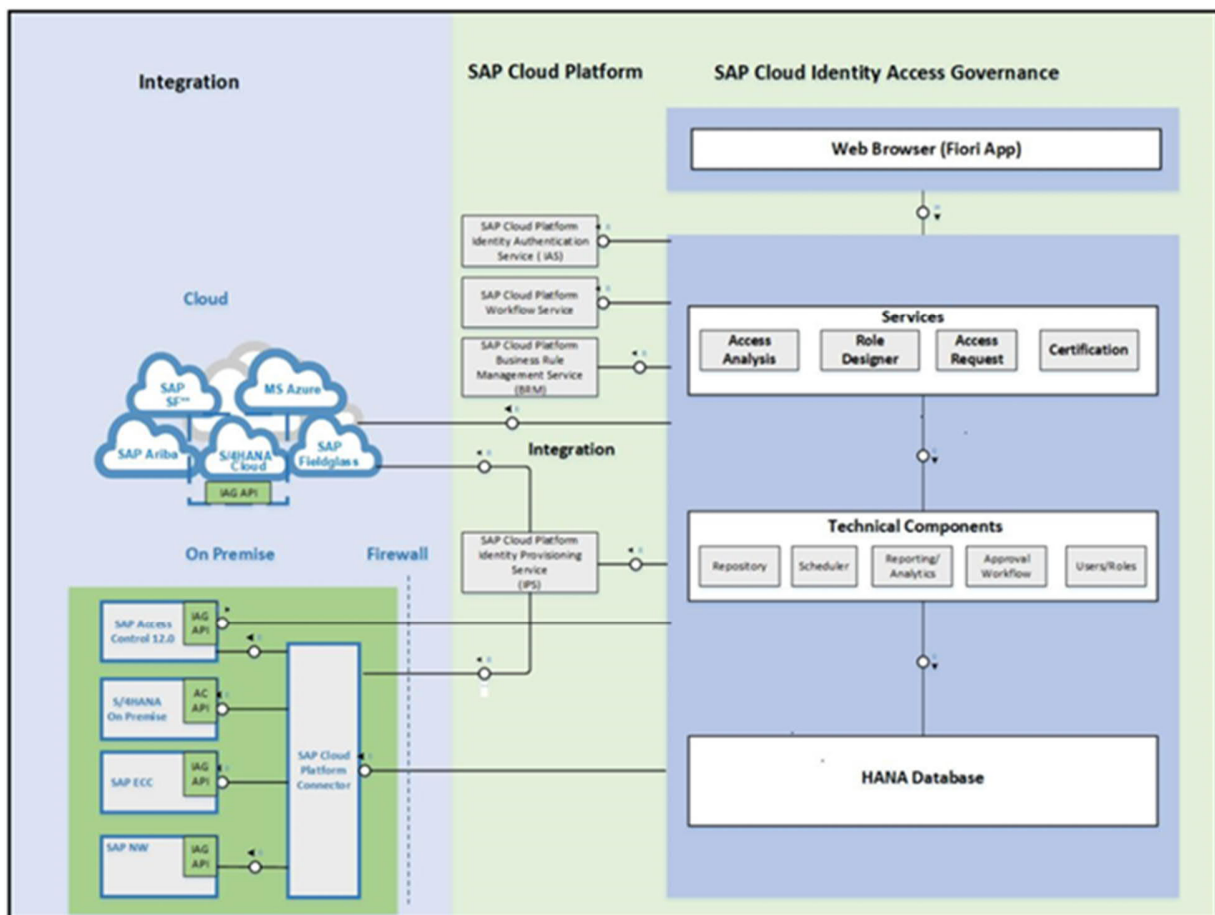 Integration
SAP Cloud Platform
SAP Cloud Identity Access Governance
Web Browser (Fiori App)
SAP Cloud Platform
Identity Authentication
Service ( IAS)
SAP Cloud Platform
Workflow Service
SAP Cloud Platform
Business Rule
Management Service
(BRM)
Services
Access
Analysis
Role
Designer
Access
Request
Certification
Cloud
SAP
SF**
MS Azure
SAP Ariba
S/4HANA
Cloud
SAP
Fieldglass
IAG API
Integration
Technical Components
Repository
Scheduler
Reporting/
Analytics
Approval
Workflow
Users/Roles
On Premise
Firewall
SAP Cloud Platform
Identity Provisioning
Service
(IPS)
SAP Access
Control 12.0
IAG
API
S/4HANA
On Premise
AC
API
SAP ECC
IAG
API
SAP NW
IAG
API
SAP Cloud
Platform
Connector
HANA Database